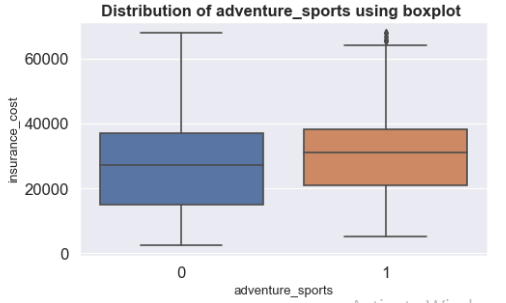 Distribution of adventure_sports using boxplot
60000
40000
20000
0
insurance_cost
0 1
adventure_sports